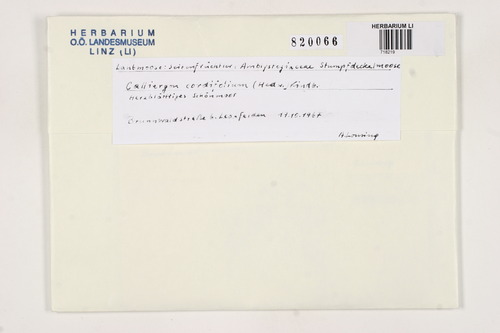 HERBARIUM
O.Ö. LANDESMUSEUM
LINZ (LI)
820066
HERBARIUM LI
Laubmoose: Amblystegiaceae Stumpfdeckelmoose
Calliergon cordifolium (Hedw.) Kindb.
Herzblättriges Schönmoos
11.10.1964